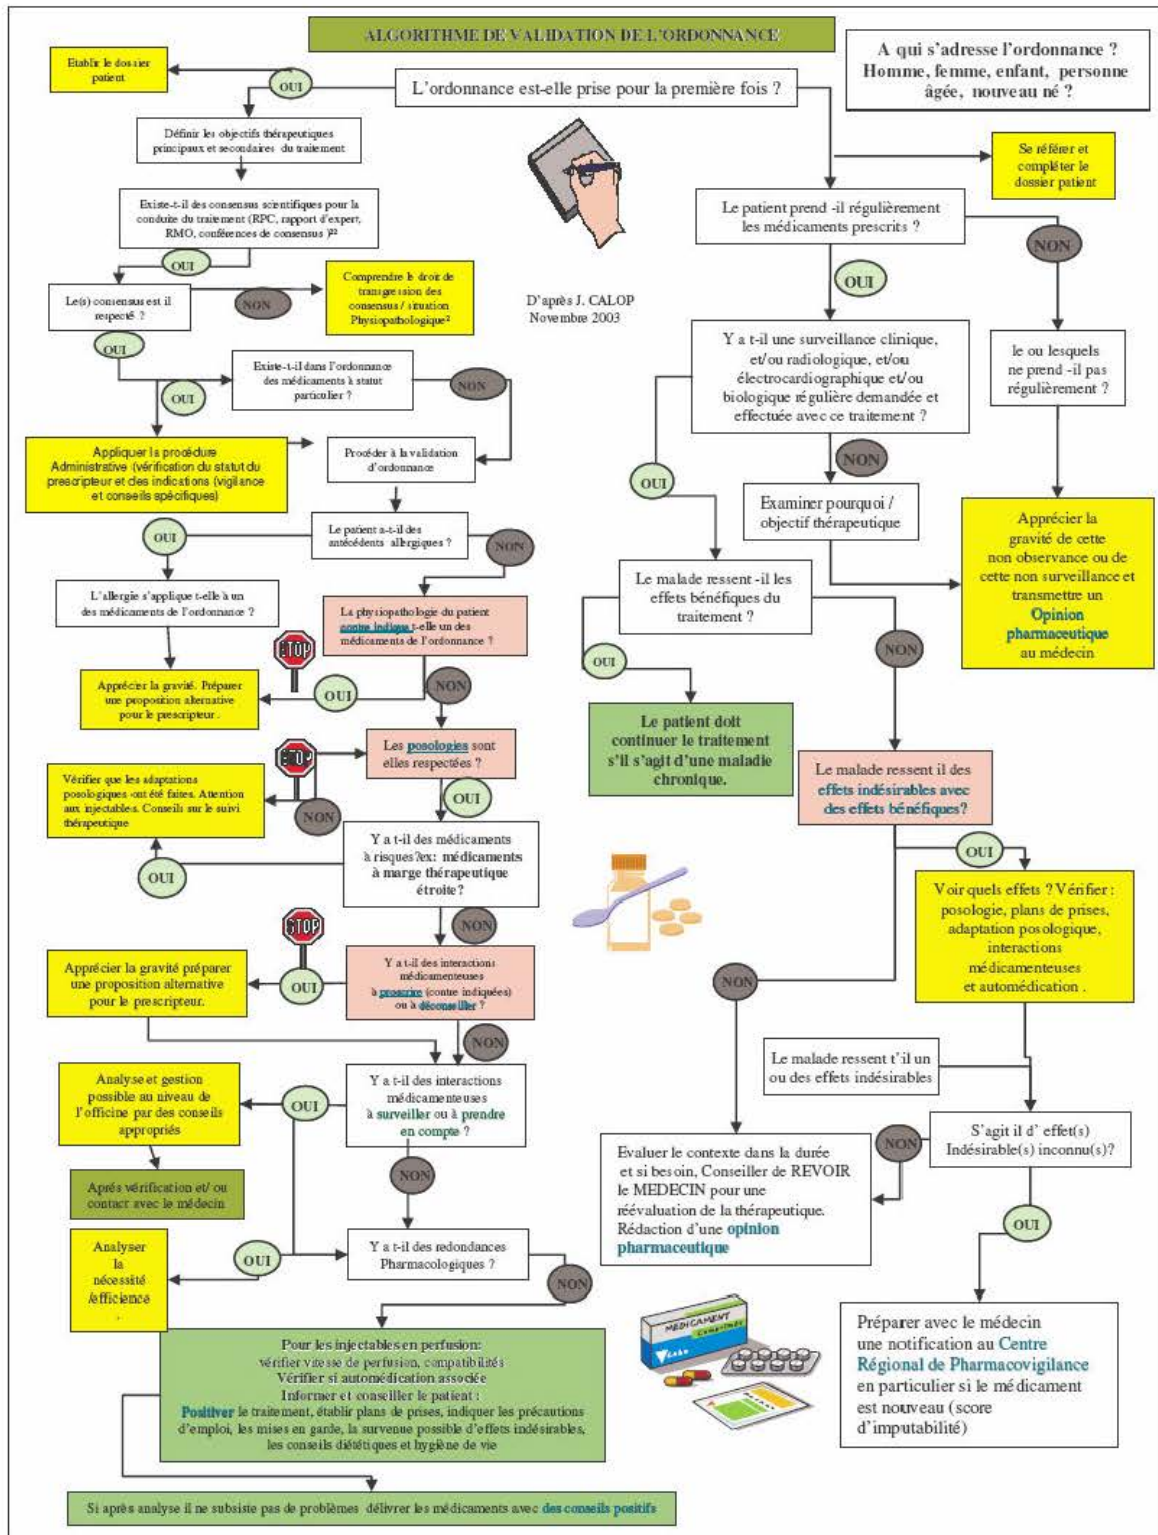 ALGORITHME DE VALIDATION DE L'ORDONNANCE
A qui s'adresse l'ordonnance ?
Homme, femme, enfant, personne
âgée, nouveau né ?
Etablir le dossier
patient
OUI
L'ordonnance est-elle prise pour la première fois ?
Définir les objectifs thérapeutiques
principaux et secondaires du traitement
Existe-t-il des consensus scientifiques pour la
conduite du traitement (RPC, rapport d'expert,
RMO, conférences de consensus )²²
OUI
Le(s) consensus est il
respecté ?
NON
Comprendre le droit de
transgression des
consensus / situation
Physiopathologique²
OUI
Existe-t-il dans l'ordonnance
des médicaments à statut
particulier ?
NON
OUI
Appliquer la procédure
Administrative (vérification du statut du
prescripteur et des indications (vigilance
et conseils spécifiques)
Procéder à la validation
d'ordonnance
Le patient a-t-il des
antécédents allergiques ?
OUI
NON
L'allergie s'applique t-elle à un
des médicaments de l'ordonnance ?
La physiopathologie du patient
contre indique t-elle un des
médicaments de l'ordonnance ?
STOP
OUI
NON
Apprécier la gravité. Préparer
une proposition alternative
pour le prescripteur .
Les posologies sont
elles respectées ?
STOP
NON
OUI
Vérifier que les adaptations
posologiques ont été faites. Attention
aux injectables. Conseils sur le suivi
thérapeutique
Y a t-il des médicaments
à risques?ex: médicaments
à marge thérapeutique
étroite?
OUI
NON
STOP
Y a t-il des interactions
médicamenteuses
à proscrire (contre indiquées)
ou à déconseiller ?
OUI
NON
Apprécier la gravité préparer
une proposition alternative
pour le prescripteur.
Y a t-il des interactions
médicamenteuses
à surveiller ou à prendre
en compte ?
OUI
NON
Analyse et gestion
possible au niveau de
l'officine par des conseils
appropriés
Après vérification et/ ou
contact avec le médecin
Y a t-il des redondances
Pharmacologiques ?
OUI
NON
Analyser
la
nécessité
/efficience
.
Pour les injectables en perfusion:
vérifier vitesse de perfusion, compatibilités
Vérifier si automédication associée
Informer et conseiller le patient :
Positiver le traitement, établir plans de prises, indiquer les précautions
d'emploi, les mises en garde, la survenue possible d'effets indésirables,
les conseils diététiques et hygiène de vie
Si après analyse il ne subsiste pas de problèmes délivrer les médicaments avec des conseils positifs
D'après J. CALOP
Novembre 2003
Se référer et
compléter le
dossier patient
Le patient prend -il régulièrement
les médicaments prescrits ?
NON
OUI
le ou lesquels
ne prend -il pas
régulièrement ?
Y a t-il une surveillance clinique,
et/ou radiologique, et/ou
électrocardiographique et/ou
biologique régulière demandée et
effectuée avec ce traitement ?
NON
OUI
Examiner pourquoi /
objectif thérapeutique
Apprécier la
gravité de cette
non observance ou de
cette non surveillance et
transmettre un
Opinion
pharmaceutique
au médecin
Le malade ressent -il les
effets bénéfiques du
traitement ?
OUI
NON
Le patient doit
continuer le traitement
s'il s'agit d'une maladie
chronique.
Le malade ressent il des
effets indésirables avec
des effets bénéfiques?
OUI
NON
Voir quels effets ? Vérifier :
posologie, plans de prises,
adaptation posologique,
interactions
médicamenteuses
et automédication .
Le malade ressent t'il un
ou des effets indésirables
S'agit il d' effet(s)
Indésirable(s) inconnu(s)?
NON
OUI
Evaluer le contexte dans la durée
et si besoin, Conseiller de REVOIR
le MEDECIN pour une
réévaluation de la thérapeutique.
Rédaction d'une opinion
pharmaceutique
Préparer avec le médecin
une notification au Centre
Régional de Pharmacovigilance
en particulier si le médicament
est nouveau (score
d'imputabilité)
MEDICAMENT